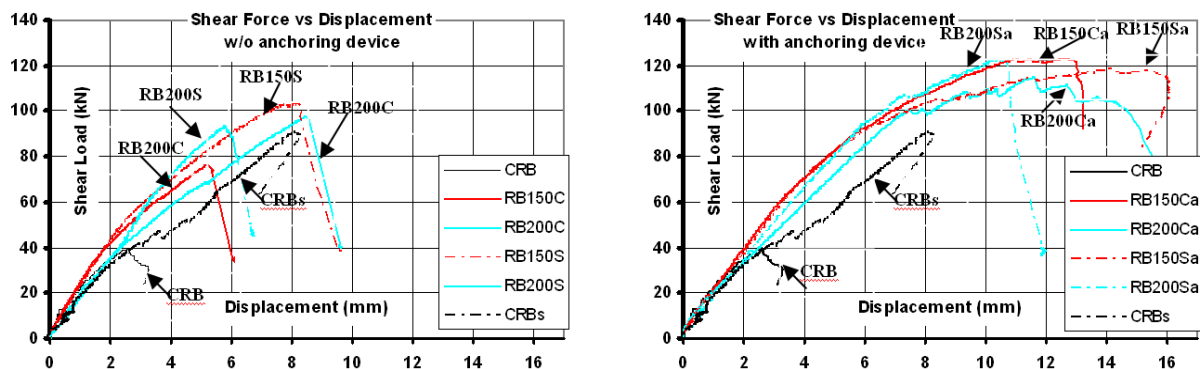 Shear Force vs Displacement
w/o anchoring device
Shear Load (kN)
140
120
100
80
60
40
20
0
0 2 4 6 8 10 12 14 16
Displacement (mm)
RB150S
RB200S
RB200C
RB200C
CRBs
CRB
CRB
RB150C
RB200C
RB150S
RB200S
CRBs
Shear Force vs Displacement
with anchoring device
Shear Load (kN)
140
120
100
80
60
40
20
0
0 2 4 6 8 10 12 14 16
Displacement (mm)
RB200Sa
RB150Ca
RB150Sa
RB200Ca
CRBs
CRB
CRB
RB150Ca
RB200Ca
RB150Sa
RB200Sa
CRBs